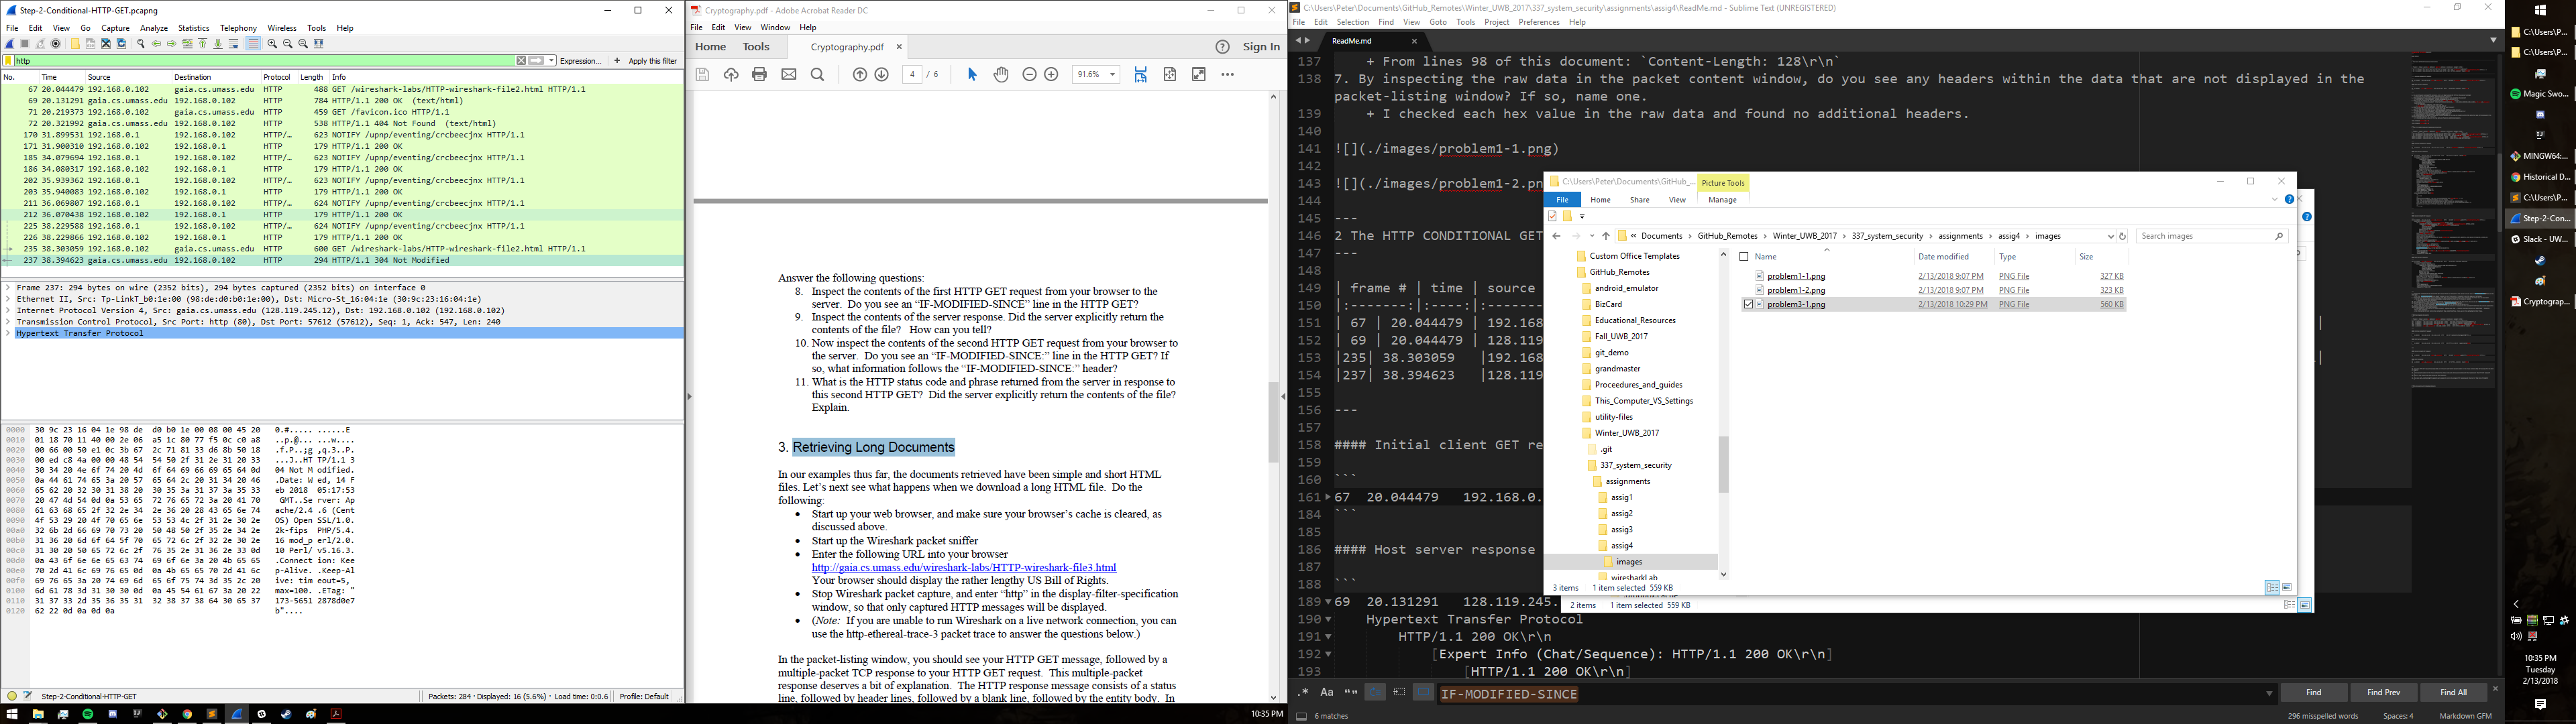 Step-2-Conditional-HTTP-GET.pcapng
File Edit View Go Capture Analyze Statistics Telephony Wireless Tools Help
http
Expression... + Apply this filter
No. Time Source Destination Protocol Length Info
67 20.044479 192.168.0.102 gaia.cs.umass.edu HTTP 488 GET /wireshark-labs/HTTP-wireshark-file2.html HTTP/1.1
69 20.131291 gaia.cs.umass.edu 192.168.0.102 HTTP 784 HTTP/1.1 200 OK (text/html)
71 20.219373 192.168.0.102 gaia.cs.umass.edu HTTP 459 GET /favicon.ico HTTP/1.1
72 20.321992 gaia.cs.umass.edu 192.168.0.102 HTTP 538 HTTP/1.1 404 Not Found (text/html)
170 31.899531 192.168.0.1 192.168.0.102 HTTP/… 623 NOTIFY /upnp/eventing/crcbeecjnx HTTP/1.1
171 31.900310 192.168.0.102 192.168.0.1 HTTP 179 HTTP/1.1 200 OK
185 34.079694 192.168.0.1 192.168.0.102 HTTP/… 623 NOTIFY /upnp/eventing/crcbeecjnx HTTP/1.1
186 34.080317 192.168.0.102 192.168.0.1 HTTP 179 HTTP/1.1 200 OK
202 35.939362 192.168.0.1 192.168.0.102 HTTP/… 623 NOTIFY /upnp/eventing/crcbeecjnx HTTP/1.1
203 35.940083 192.168.0.102 192.168.0.1 HTTP 179 HTTP/1.1 200 OK
211 36.069807 192.168.0.1 192.168.0.102 HTTP/… 624 NOTIFY /upnp/eventing/crcbeecjnx HTTP/1.1
212 36.070438 192.168.0.102 192.168.0.1 HTTP 179 HTTP/1.1 200 OK
225 38.229588 192.168.0.1 192.168.0.102 HTTP/… 624 NOTIFY /upnp/eventing/crcbeecjnx HTTP/1.1
226 38.229866 192.168.0.102 192.168.0.1 HTTP 179 HTTP/1.1 200 OK
235 38.303059 192.168.0.102 gaia.cs.umass.edu HTTP 600 GET /wireshark-labs/HTTP-wireshark-file2.html HTTP/1.1
237 38.394623 gaia.cs.umass.edu 192.168.0.102 HTTP 294 HTTP/1.1 304 Not Modified
Frame 237: 294 bytes on wire (2352 bits), 294 bytes captured (2352 bits) on interface 0
Ethernet II, Src: Tp-LinkT_b0:1e:00 (98:de:d0:b0:1e:00), Dst: Micro-St_16:04:1e (30:9c:23:16:04:1e)
Internet Protocol Version 4, Src: gaia.cs.umass.edu (128.119.245.12), Dst: 192.168.0.102 (192.168.0.102)
Transmission Control Protocol, Src Port: http (80), Dst Port: 57612 (57612), Seq: 1, Ack: 547, Len: 240
Hypertext Transfer Protocol
0000 30 9c 23 16 04 1e 98 de d0 b0 1e 00 08 00 45 20 0.#..... ......E
0010 01 18 70 11 40 00 2e 06 a5 1c 80 77 f5 0c c0 a8 ..p.@... ...w....
0020 00 66 00 50 e1 0c 3b 67 2c 71 81 33 d6 8b 50 18 .f.P..;g ,q.3..P.
0030 00 ed c8 4a 00 00 48 54 54 50 2f 31 2e 31 20 33 ...J..HT TP/1.1 3
0040 30 34 20 4e 6f 74 20 4d 6f 64 69 66 69 65 64 0d 04 Not M odified.
0050 0a 44 61 74 65 3a 20 57 65 64 2c 20 31 34 20 46 .Date: W ed, 14 F
0060 65 62 20 32 30 31 38 20 30 35 3a 31 37 3a 35 33 eb 2018 05:17:53
0070 20 47 4d 54 0d 0a 53 65 72 76 65 72 3a 20 41 70 GMT..Se rver: Ap
0080 61 63 68 65 2f 32 2e 34 2e 36 20 28 43 65 6e 74 ache/2.4 .6 (Cent
0090 4f 53 29 20 4f 70 65 6e 53 53 4c 2f 31 2e 30 2e OS) Open SSL/1.0.
00a0 32 6b 2d 66 69 70 73 20 50 48 50 2f 35 2e 34 2e 2k-fips PHP/5.4.
00b0 31 36 20 6d 6f 64 5f 70 65 72 6c 2f 32 2e 30 2e 16 mod_p erl/2.0.
00c0 31 30 20 50 65 72 6c 2f 76 35 2e 31 36 2e 33 0d 10 Perl/ v5.16.3.
00d0 0a 43 6f 6e 6e 65 63 74 69 6f 6e 3a 20 4b 65 65 .Connect ion: Kee
00e0 70 2d 41 6c 69 76 65 0d 0a 4b 65 65 70 2d 41 6c p-Alive. .Keep-Al
00f0 69 76 65 3a 20 74 69 6d 65 6f 75 74 3d 35 2c 20 ive: tim eout=5,
0100 6d 61 78 3d 31 30 30 0d 0a 45 54 61 67 3a 20 22 max=100. .ETag: "
0110 31 37 33 2d 35 36 35 31 32 38 37 38 64 30 65 37 173-5651 2878d0e7
0120 62 22 0d 0a 0d 0a b"....
Step-2-Conditional-HTTP-GET
Packets: 284 · Displayed: 16 (5.6%) · Load time: 0:0.6
Profile: Default
Cryptography.pdf - Adobe Acrobat Reader DC
File Edit View Window Help
Home Tools Cryptography.pdf × Sign In
4 / 6 91.6%
Answer the following questions:
8. Inspect the contents of the first HTTP GET request from your browser to the
server. Do you see an “IF-MODIFIED-SINCE” line in the HTTP GET?
9. Inspect the contents of the server response. Did the server explicitly return the
contents of the file? How can you tell?
10. Now inspect the contents of the second HTTP GET request from your browser to
the server. Do you see an “IF-MODIFIED-SINCE:” line in the HTTP GET? If
so, what information follows the “IF-MODIFIED-SINCE:” header?
11. What is the HTTP status code and phrase returned from the server in response to
this second HTTP GET? Did the server explicitly return the contents of the file?
Explain.
3. Retrieving Long Documents
In our examples thus far, the documents retrieved have been simple and short HTML
files. Let’s next see what happens when we download a long HTML file. Do the
following:
• Start up your web browser, and make sure your browser’s cache is cleared, as
discussed above.
• Start up the Wireshark packet sniffer
• Enter the following URL into your browser
http://gaia.cs.umass.edu/wireshark-labs/HTTP-wireshark-file3.html
Your browser should display the rather lengthy US Bill of Rights.
• Stop Wireshark packet capture, and enter “http” in the display-filter-specification
window, so that only captured HTTP messages will be displayed.
• (Note: If you are unable to run Wireshark on a live network connection, you can
use the http-ethereal-trace-3 packet trace to answer the questions below.)
In the packet-listing window, you should see your HTTP GET message, followed by a
multiple-packet TCP response to your HTTP GET request. This multiple-packet
response deserves a bit of explanation. The HTTP response message consists of a status
line, followed by header lines, followed by a blank line, followed by the entity body. In
10:35 PM
C:\Users\Peter\Documents\GitHub_Remotes\Winter_UWB_2017\337_system_security\assignments\assig4\ReadMe.md - Sublime Text (UNREGISTERED)
File Edit Selection Find View Goto Tools Project Preferences Help
ReadMe.md ×
137 + From lines 98 of this document: `Content-Length: 128\r\n`
138 7. By inspecting the raw data in the packet content window, do you see any headers within the data that are not displayed in the
packet-listing window? If so, name one.
139 + I checked each hex value in the raw data and found no additional headers.
140
141 ![](./images/problem1-1.png)
142
143 ![](./images/problem1-2.pn
144
145 ---
146 2 The HTTP CONDITIONAL GET
147 ---
148
149 | frame # | time | source
150 |:-------:|:----:|:------
151 | 67 | 20.044479 | 192.168
152 | 69 | 20.044479 | 128.119
153 |235| 38.303059 |192.168
154 |237| 38.394623 |128.119
155
156 ---
157
158 #### Initial client GET re
159
160 ```
161 67 20.044479 192.168.0.
184 ```
185
186 #### Host server response
187
188 ```
189 69 20.131291 128.119.245.
190 Hypertext Transfer Protocol
191 HTTP/1.1 200 OK\r\n
192 [Expert Info (Chat/Sequence): HTTP/1.1 200 OK\r\n]
193 [HTTP/1.1 200 OK\r\n]
IF-MODIFIED-SINCE
Find Find Prev Find All
6 matches
296 misspelled words Spaces: 4 Markdown GFM
C:\Users\Peter\Documents\GitHub_... Picture Tools
File Home Share View Manage
« Documents › GitHub_Remotes › Winter_UWB_2017 › 337_system_security › assignments › assig4 › images
Search images
Custom Office Templates
GitHub_Remotes
android_emulator
BizCard
Educational_Resources
Fall_UWB_2017
git_demo
grandmaster
Proceedures_and_guides
This_Computer_VS_Settings
utility-files
Winter_UWB_2017
.git
337_system_security
assignments
assig1
assig2
assig3
assig4
images
wiresharkLab
Name Date modified Type Size
problem1-1.png 2/13/2018 9:07 PM PNG File 327 KB
problem1-2.png 2/13/2018 9:07 PM PNG File 323 KB
problem3-1.png 2/13/2018 10:29 PM PNG File 560 KB
3 items 1 item selected 559 KB
2 items 1 item selected 559 KB
C:\Users\P...
C:\Users\P...
Magic Swo...
MINGW64:...
Historical D...
C:\Users\P...
Step-2-Con...
Slack - UW...
Cryptograp...
10:35 PM
Tuesday
2/13/2018